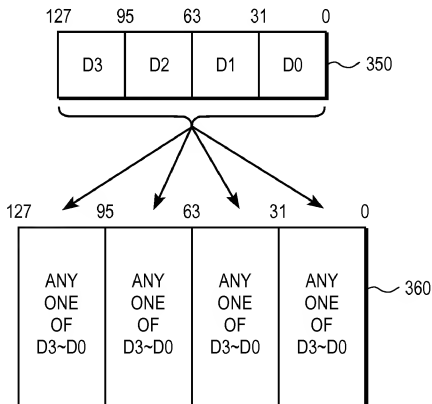 127 95 63 31 0
D3 D2 D1 D0 350
127 95 63 31 0
ANY ANY ANY ANY
ONE ONE ONE ONE 360
OF OF OF OF
D3~D0 D3~D0 D3~D0 D3~D0